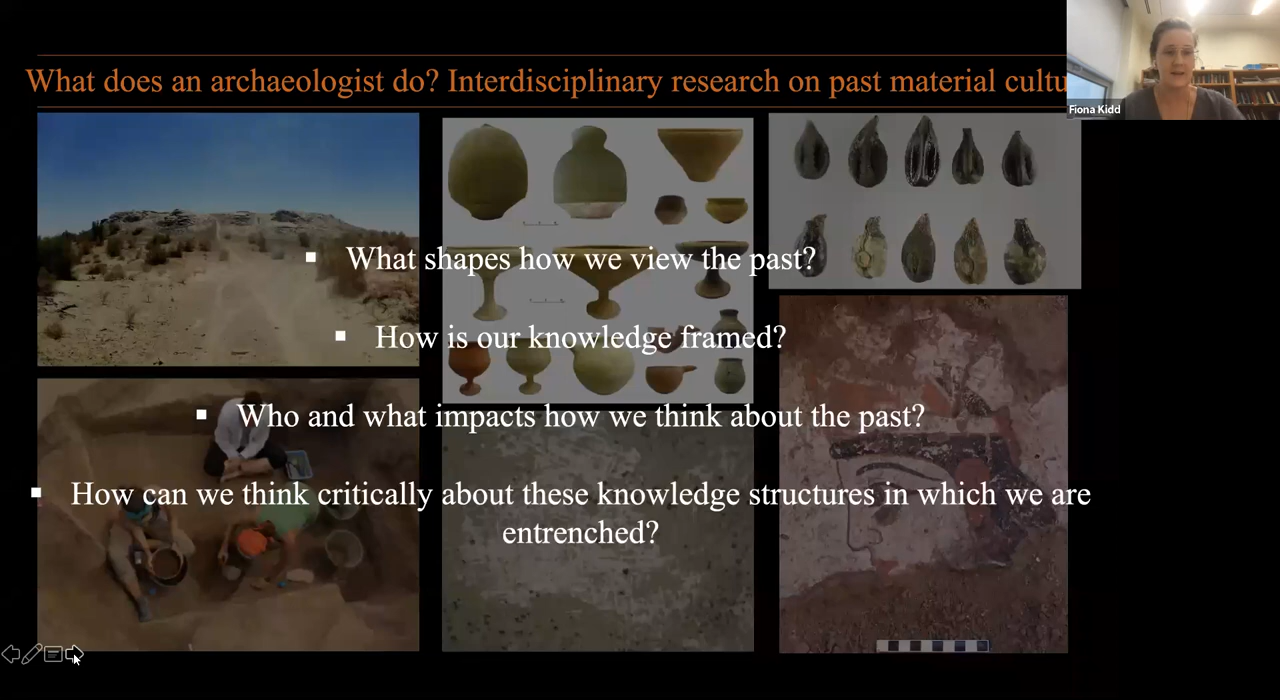 What does an archaeologist do? Interdisciplinary research on past material cultu
Fiona Kidd
▪ What shapes how we view the past?
▪ How is our knowledge framed?
▪ Who and what impacts how we think about the past?
▪ How can we think critically about these knowledge structures in which we are
entrenched?